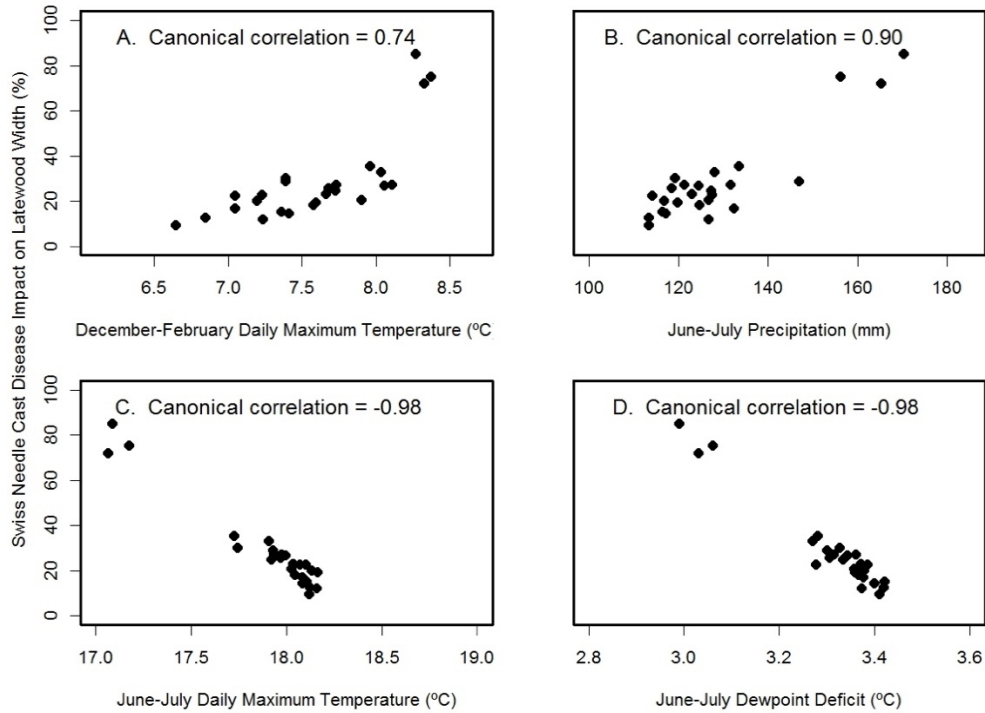 Swiss Needle Cast Disease Impact on Latewood Width (%)
A. Canonical correlation = 0.74
100
80
60
40
20
0
6.5 7.0 7.5 8.0 8.5
December-February Daily Maximum Temperature (ºC)
B. Canonical correlation = 0.90
100 120 140 160 180
June-July Precipitation (mm)
C. Canonical correlation = -0.98
100
80
60
40
20
0
17.0 17.5 18.0 18.5 19.0
June-July Daily Maximum Temperature (ºC)
D. Canonical correlation = -0.98
2.8 3.0 3.2 3.4 3.6
June-July Dewpoint Deficit (ºC)